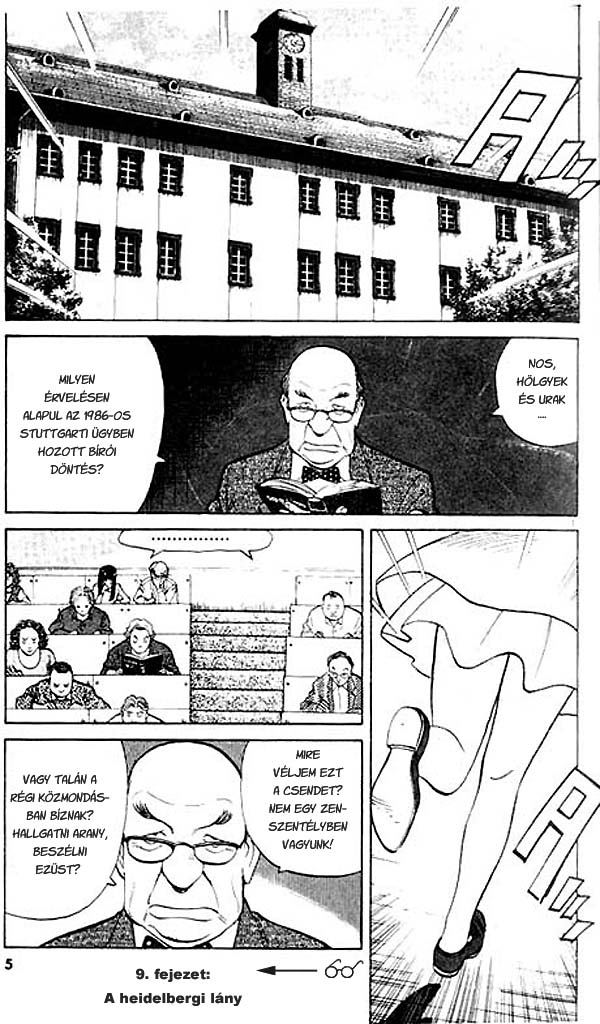 NOS,
HÖLGYEK
ÉS URAK
....
MILYEN
ÉRVELÉSEN
ALAPUL AZ 1986-OS
STUTTGARTI ÜGYBEN
HOZOTT BÍRÓI
DÖNTÉS?
...............
MIRE
VÉLJEM EZT
A CSENDET?
NEM EGY ZEN-
SZENTÉLYBEN
VAGYUNK!
VAGY TALÁN A
RÉGI KÖZMONDÁS-
BAN BÍZNAK?
HALLGATNI ARANY,
BESZÉLNI
EZÜST?
5
9. fejezet:
A heidelbergi lány